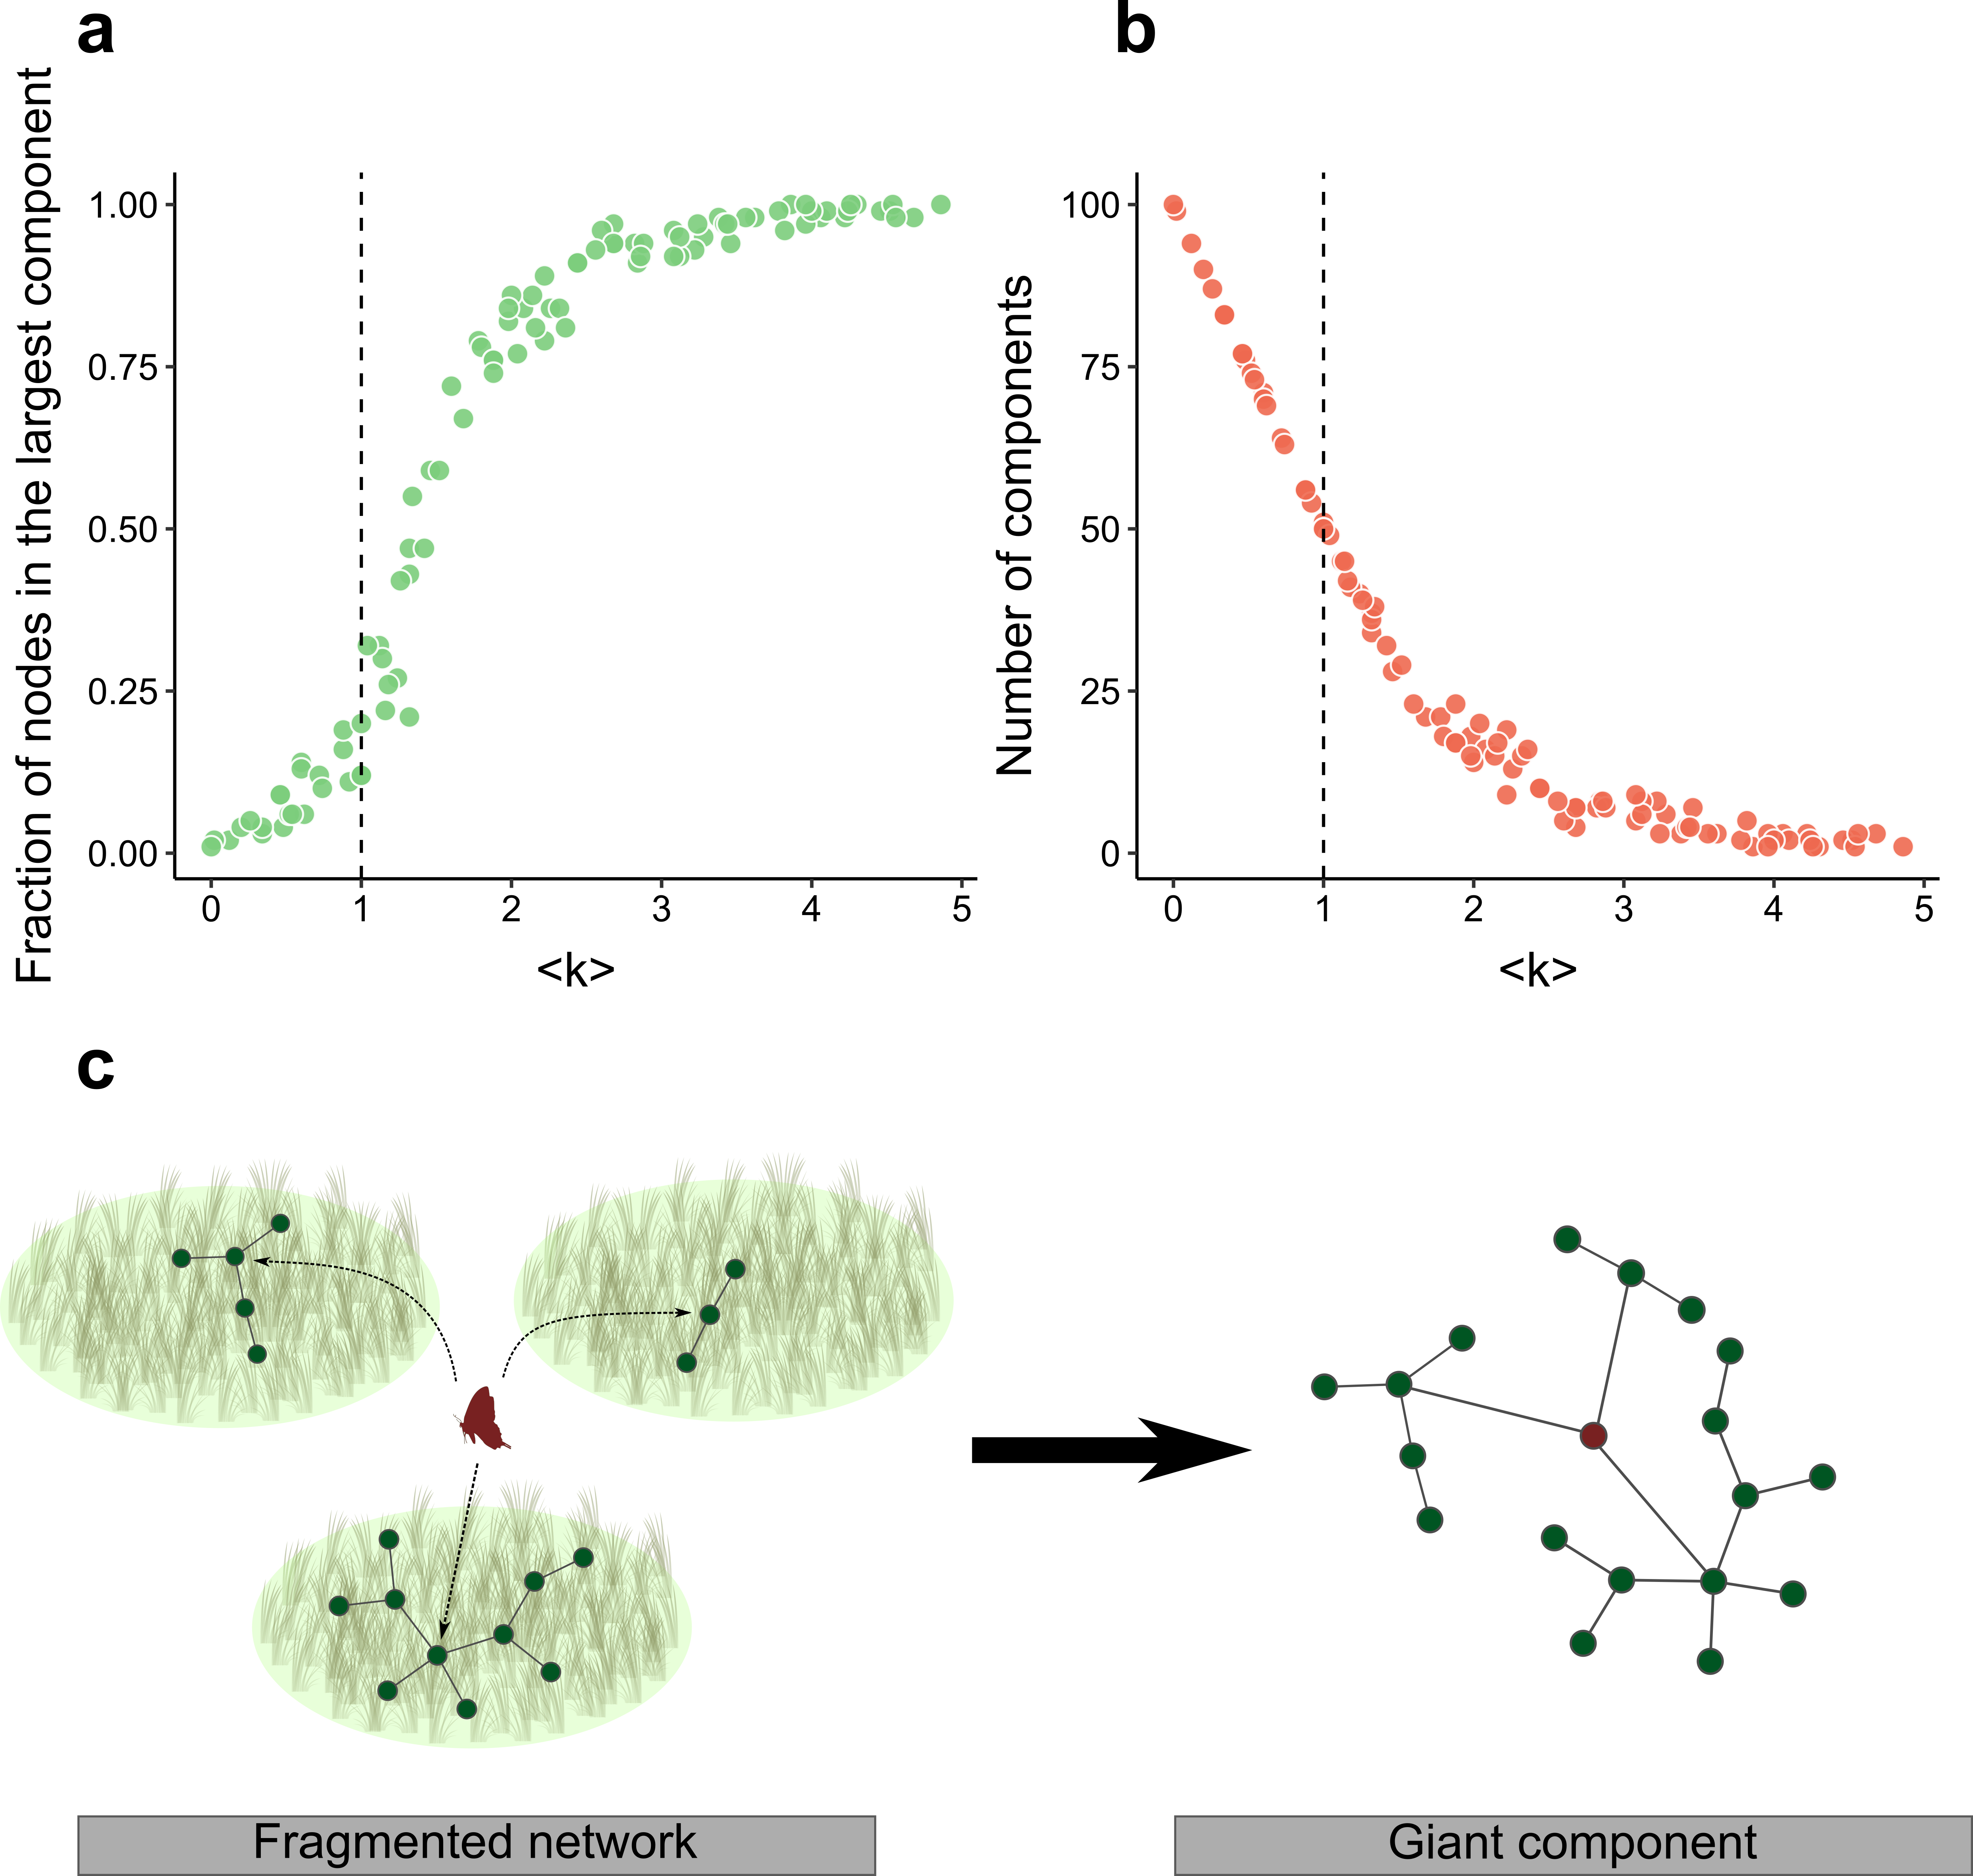 a
Fraction of nodes in the largest component
1.00
0.75
0.50
0.25
0.00
0 1 2 3 4 5
<k>
b
Number of components
100
75
50
25
0
0 1 2 3 4 5
<k>
c
Fragmented network
Giant component